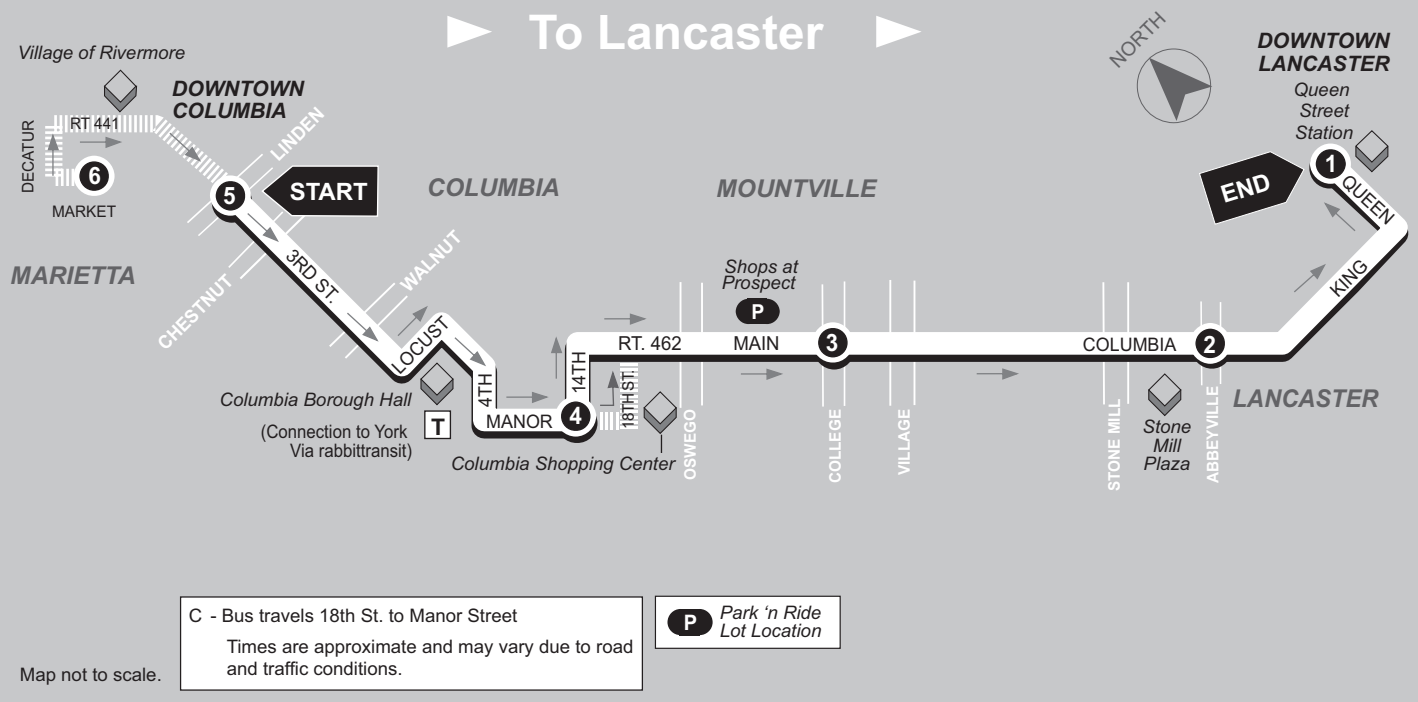 To Lancaster
NORTH
Village of Rivermore
DOWNTOWN
COLUMBIA
DOWNTOWN
LANCASTER
Queen
Street
Station
DECATUR
RT 441
6
MARKET
LINDEN
5
START
COLUMBIA
MOUNTVILLE
END
1
QUEEN
MARIETTA
CHESTNUT
3RD ST.
WALNUT
Shops at
Prospect
P
KING
LOCUST
4TH
14TH
RT. 462
MAIN
3
COLUMBIA
2
Columbia Borough Hall
(Connection to York
Via rabbittransit)
T
MANOR
4
18TH ST.
Columbia Shopping Center
OSWEGO
COLLEGE
VILLAGE
STONE MILL
Stone
Mill
Plaza
ABBEYVILLE
LANCASTER
C - Bus travels 18th St. to Manor Street
Times are approximate and may vary due to road
and traffic conditions.
P
Park ‘n Ride
Lot Location
Map not to scale.